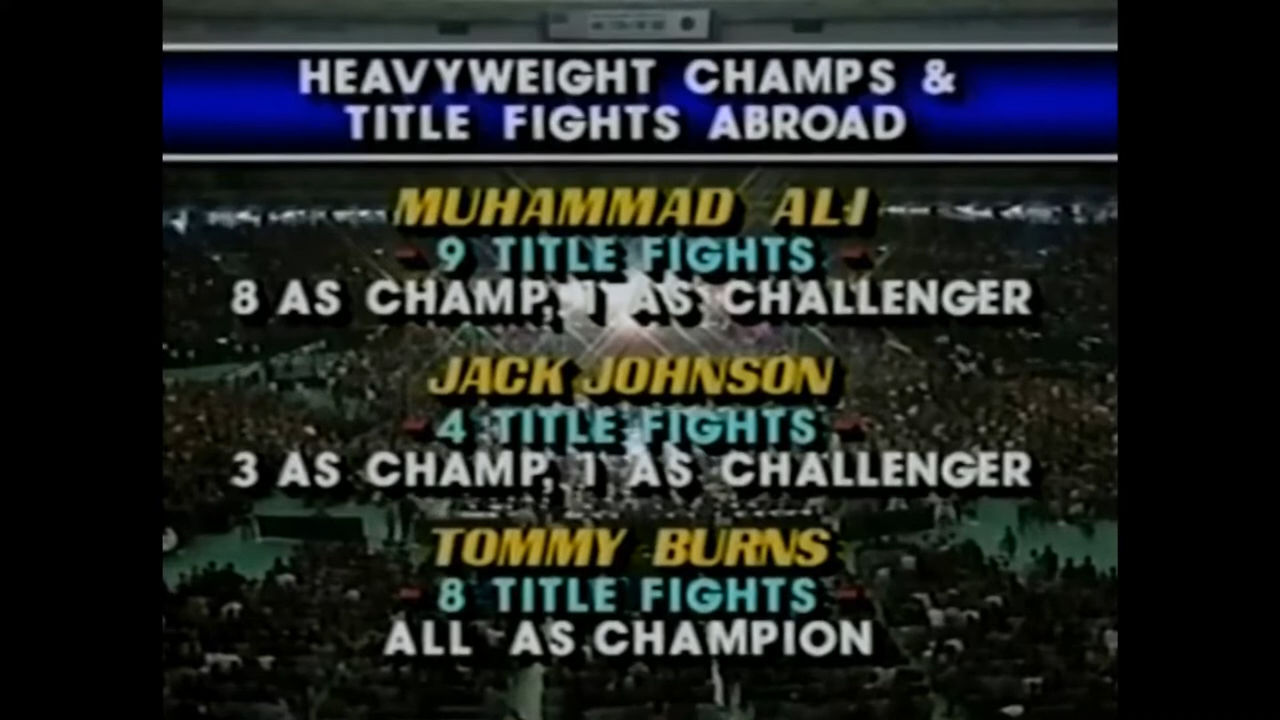 HEAVYWEIGHT CHAMPS &
TITLE FIGHTS ABROAD
MUHAMMAD ALI
- 9 TITLE FIGHTS -
8 AS CHAMP, 1 AS CHALLENGER
JACK JOHNSON
- 4 TITLE FIGHTS -
3 AS CHAMP, 1 AS CHALLENGER
TOMMY BURNS
- 8 TITLE FIGHTS -
ALL AS CHAMPION